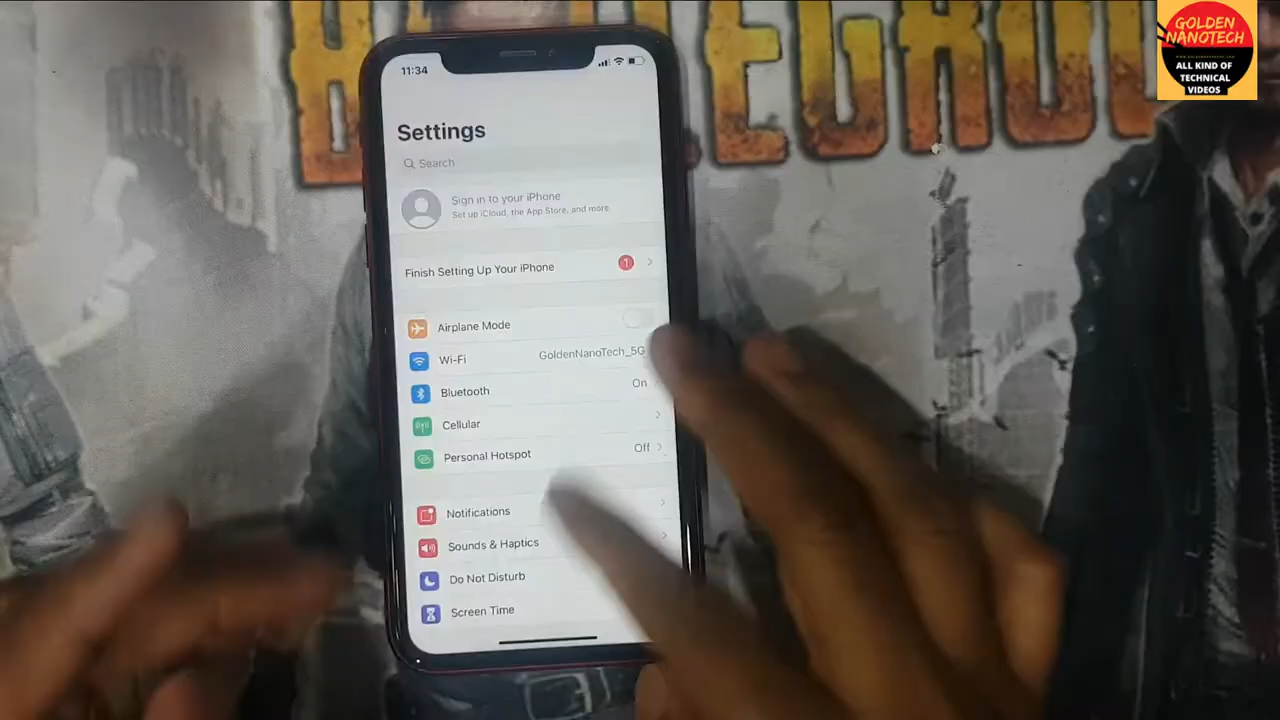 BATTLEGROU
GOLDEN
NANOTECH
ALL KIND OF
TECHNICAL
VIDEOS
11:34
Settings
Search
Sign in to your iPhone
Set up iCloud, the App Store, and more.
Finish Setting Up Your iPhone 1
Airplane Mode
Wi-Fi GoldenNanoTech_5G
Bluetooth On
Cellular
Personal Hotspot Off
Notifications
Sounds & Haptics
Do Not Disturb
Screen Time